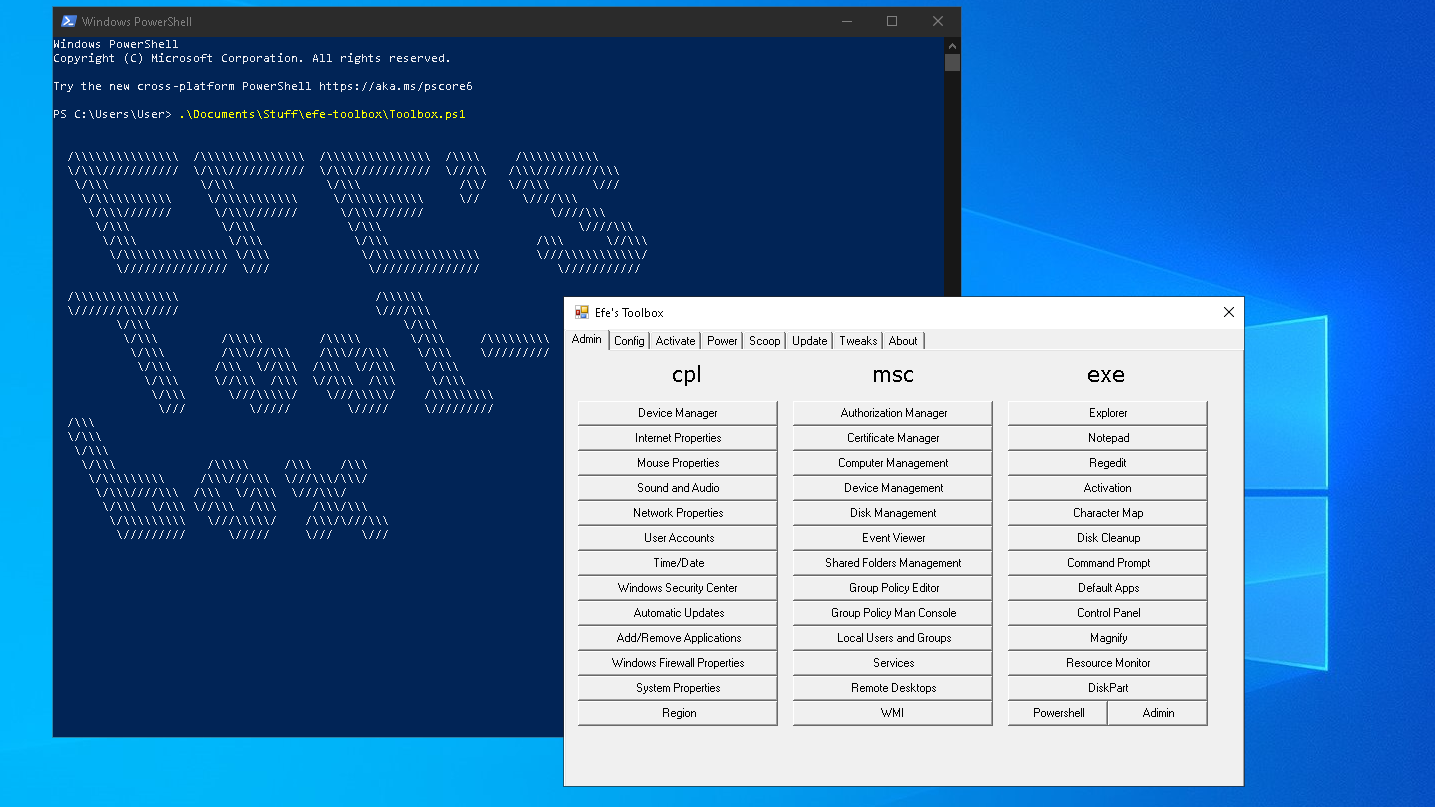 Windows PowerShell
Windows PowerShell
Copyright (C) Microsoft Corporation. All rights reserved.
Try the new cross-platform PowerShell https://aka.ms/pscore6
PS C:\Users\User> .\Documents\Stuff\efe-toolbox\Toolbox.ps1
EFE'S
Tool-
box
Efe's Toolbox
Admin Config Activate Power Scoop Update Tweaks About
cpl msc exe
Device Manager Authorization Manager Explorer
Internet Properties Certificate Manager Notepad
Mouse Properties Computer Management Regedit
Sound and Audio Device Management Activation
Network Properties Disk Management Character Map
User Accounts Event Viewer Disk Cleanup
Time/Date Shared Folders Management Command Prompt
Windows Security Center Group Policy Editor Default Apps
Automatic Updates Group Policy Man Console Control Panel
Add/Remove Applications Local Users and Groups Magnify
Windows Firewall Properties Services Resource Monitor
System Properties Remote Desktops DiskPart
Region WMI Powershell Admin